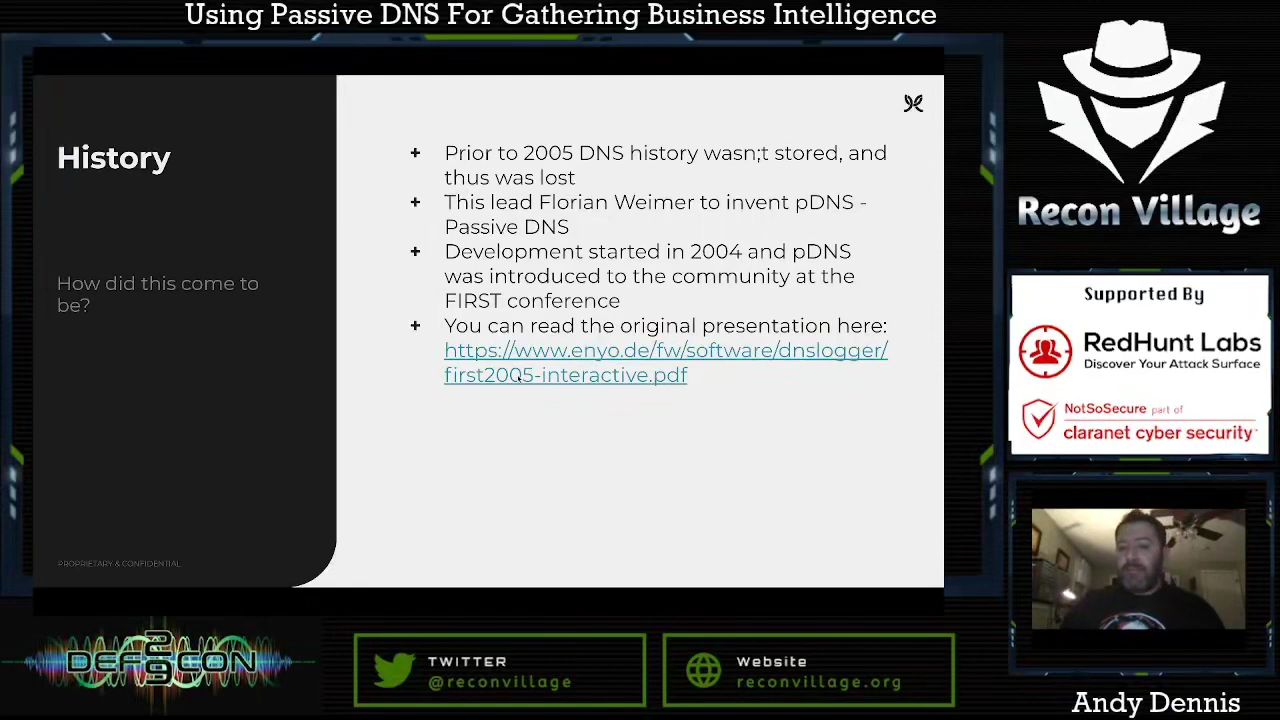 Using Passive DNS For Gathering Business Intelligence
History
How did this come to
be?
PROPRIETARY & CONFIDENTIAL
+ Prior to 2005 DNS history wasn;t stored, and
thus was lost
+ This lead Florian Weimer to invent pDNS -
Passive DNS
+ Development started in 2004 and pDNS
was introduced to the community at the
FIRST conference
+ You can read the original presentation here:
https://www.enyo.de/fw/software/dnslogger/
first2005-interactive.pdf
Recon Village
Supported By
RedHunt Labs
Discover Your Attack Surface
NotSoSecure part of
claranet cyber security
DEF CON
29
TWITTER
@reconvillage
Website
reconvillage.org
Andy Dennis